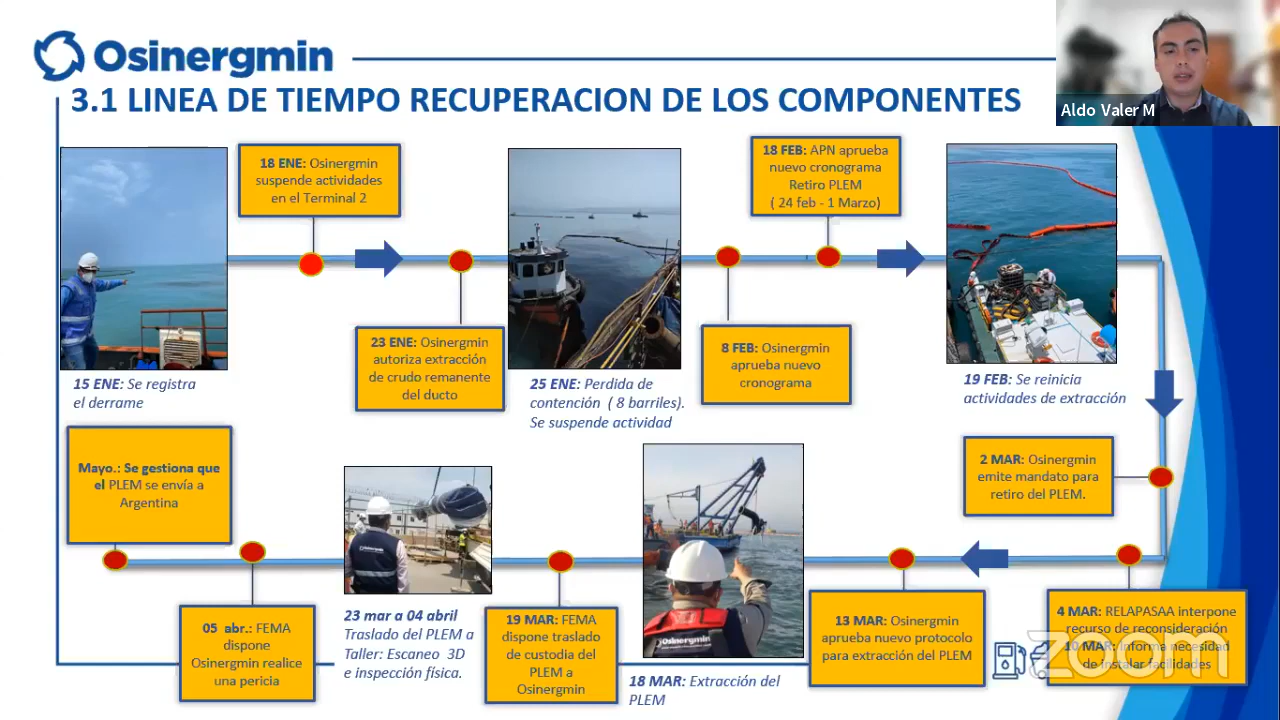 Osinergmin
3.1 LINEA DE TIEMPO RECUPERACION DE LOS COMPONENTES
Aldo Valer M
18 ENE: Osinergmin
suspende actividades
en el Terminal 2
18 FEB: APN aprueba
nuevo cronograma
Retiro PLEM
( 24 feb - 1 Marzo)
23 ENE: Osinergmin
autoriza extracción
de crudo remanente
del ducto
8 FEB: Osinergmin
aprueba nuevo
cronograma
15 ENE: Se registra
el derrame
25 ENE: Perdida de
contención ( 8 barriles).
Se suspende actividad
19 FEB: Se reinicia
actividades de extracción
2 MAR: Osinergmin
emite mandato para
retiro del PLEM.
4 MAR: RELAPASAA interpone
recurso de reconsideración
10 MAR: Informa necesidad
de instalar facilidades
zoom
13 MAR: Osinergmin
aprueba nuevo protocolo
para extracción del PLEM
Osinergmin
18 MAR: Extracción del
PLEM
19 MAR: FEMA
dispone traslado
de custodia del
PLEM a
Osinergmin
Osinergmin
23 mar a 04 abril
Traslado del PLEM a
Taller: Escaneo 3D
e inspección física.
05 abr.: FEMA
dispone
Osinergmin realice
una pericia
Mayo.: Se gestiona que
el PLEM se envía a
Argentina